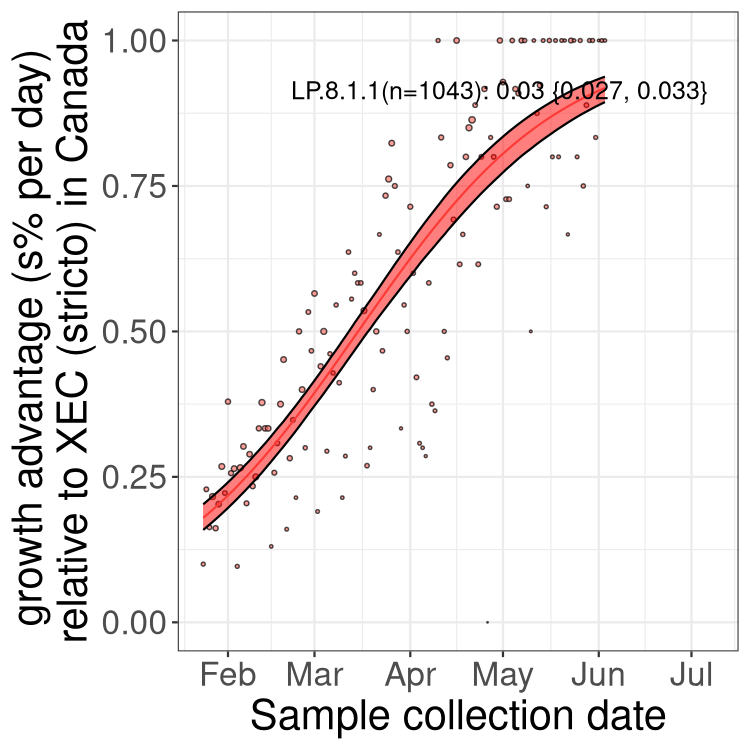 growth advantage (s% per day)
relative to XEC (stricto) in Canada
1.00
0.75
0.50
0.25
0.00
LP.8.1.1(n=1043): 0.03 {0.027, 0.033}
Feb Mar Apr May Jun Jul
Sample collection date